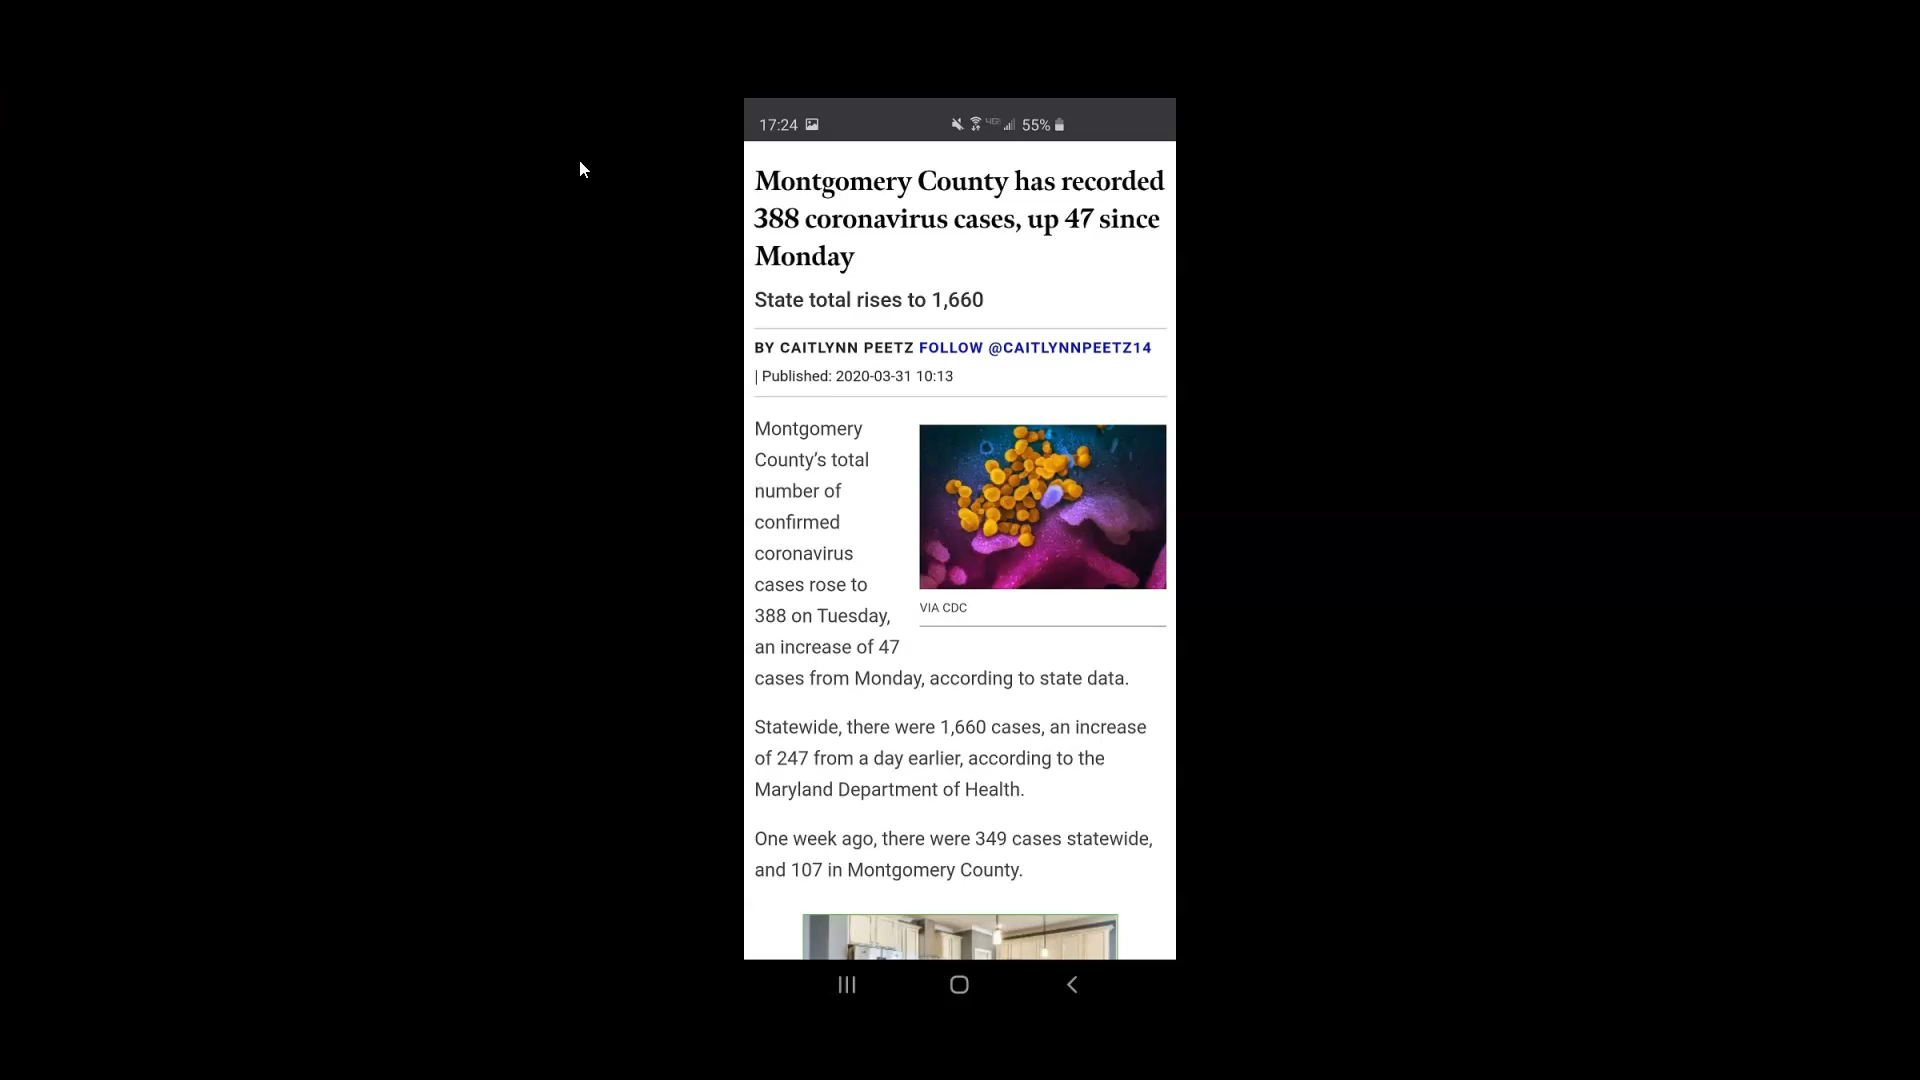 17:24
55%
Montgomery County has recorded
388 coronavirus cases, up 47 since
Monday
State total rises to 1,660
BY CAITLYNN PEETZ FOLLOW @CAITLYNNPEETZ14
| Published: 2020-03-31 10:13
Montgomery
County’s total
number of
confirmed
coronavirus
cases rose to
388 on Tuesday,
an increase of 47
cases from Monday, according to state data.
VIA CDC
Statewide, there were 1,660 cases, an increase
of 247 from a day earlier, according to the
Maryland Department of Health.
One week ago, there were 349 cases statewide,
and 107 in Montgomery County.